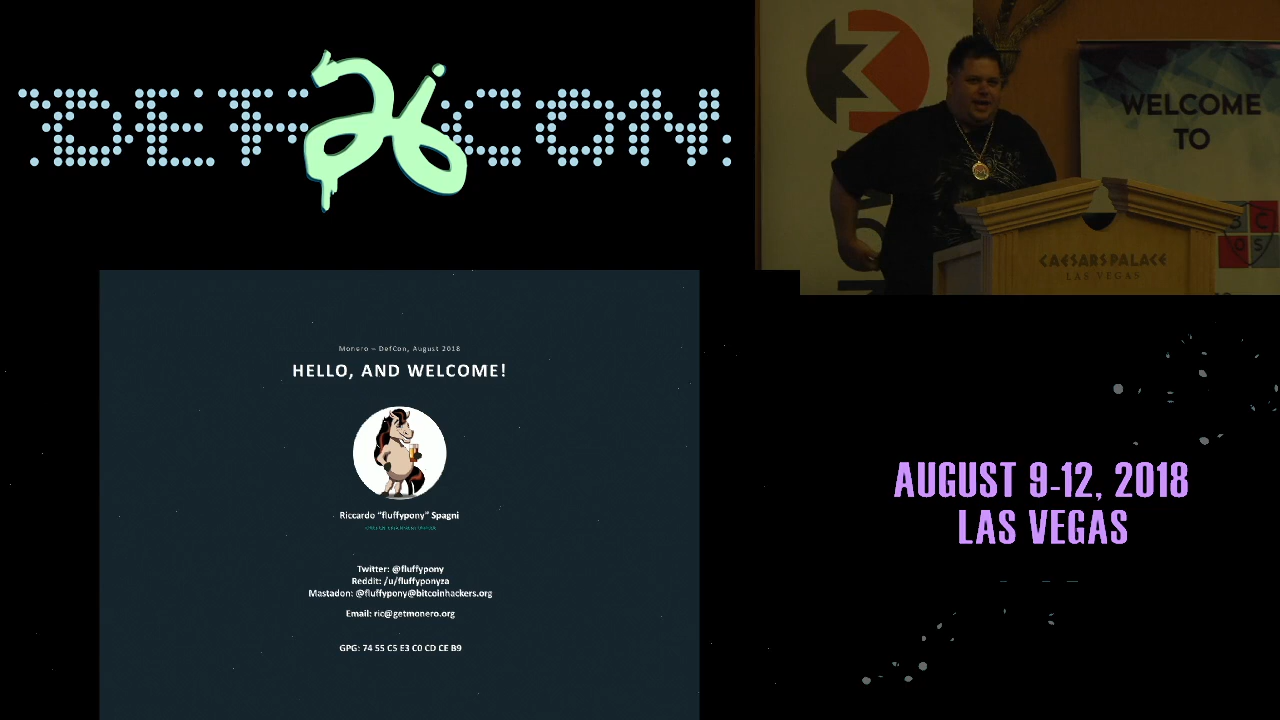 DEFCON
26
WELCOME
TO
CAESARS PALACE
LAS VEGAS
Monero – DefCon, August 2018
HELLO, AND WELCOME!
Riccardo “fluffypony” Spagni
Twitter: @fluffypony
Reddit: /u/fluffyponyza
Mastadon: @fluffypony@bitcoinhackers.org
Email: ric@getmonero.org
GPG: 74 55 C5 E3 C0 CD CE B9
AUGUST 9-12, 2018
LAS VEGAS